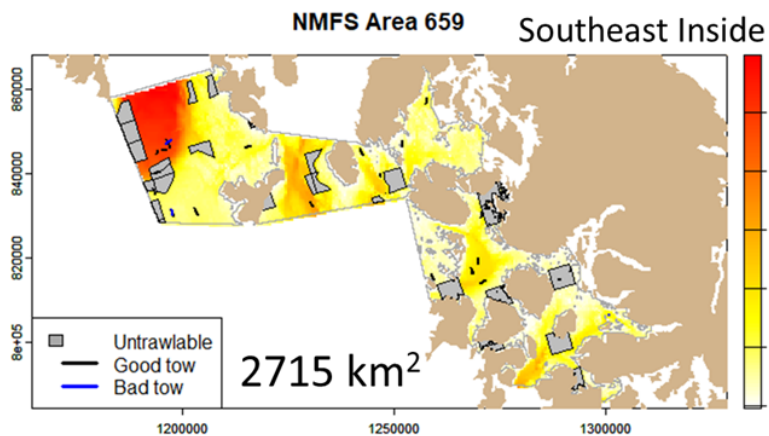 NMFS Area 659
Southeast Inside
860000
840000
820000
8e+05
Untrawlable
Good tow
Bad tow
2715 km²
1200000
1250000
1300000